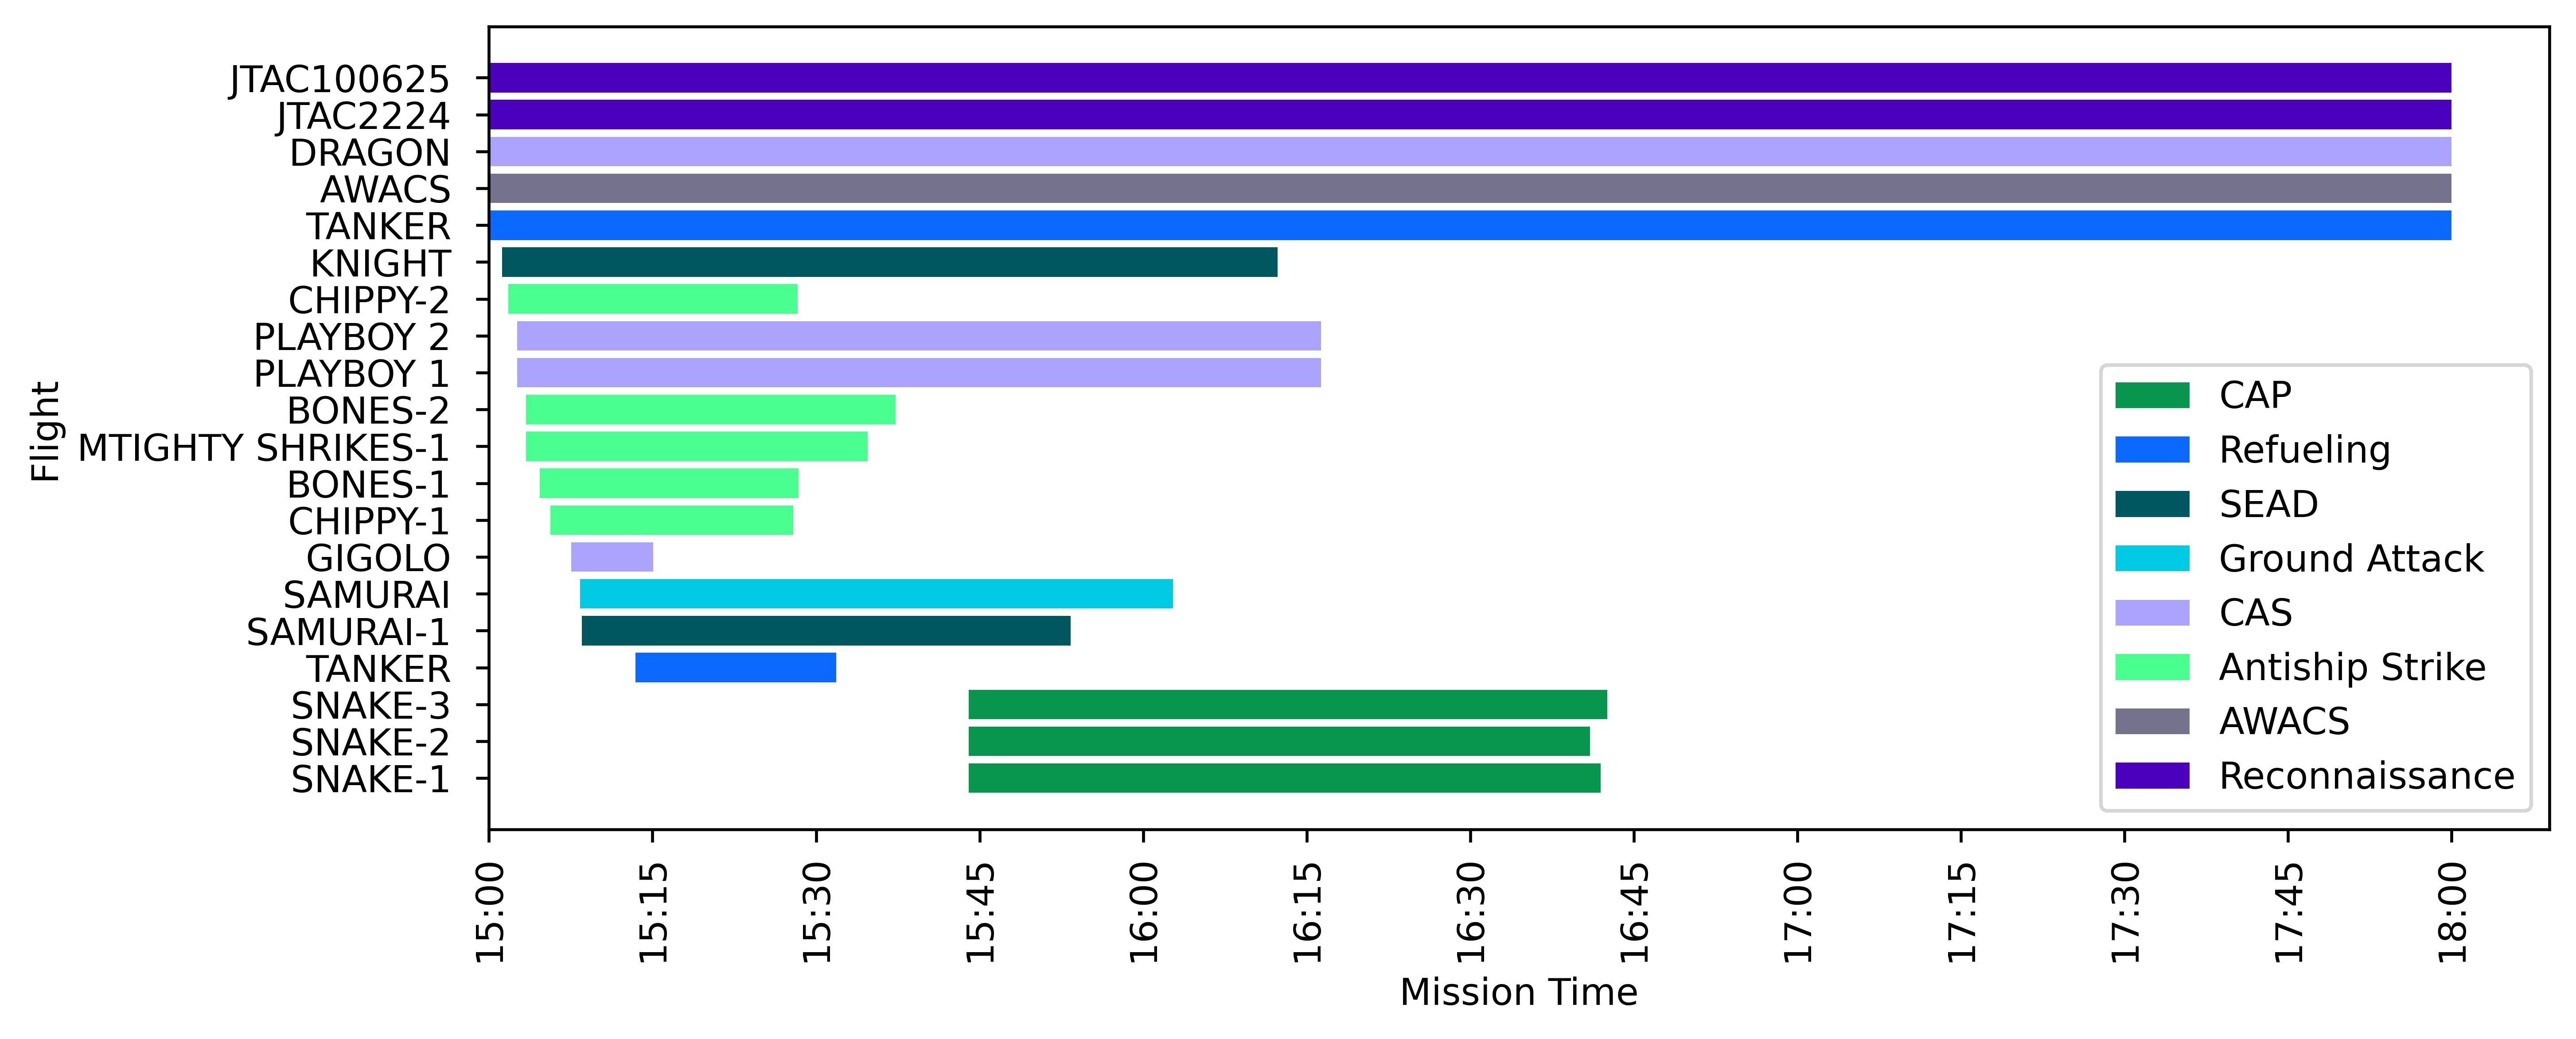 JTAC100625
JTAC2224
DRAGON
AWACS
TANKER
KNIGHT
CHIPPY-2
PLAYBOY 2
PLAYBOY 1
BONES-2
MTIGHTY SHRIKES-1
BONES-1
CHIPPY-1
GIGOLO
SAMURAI
SAMURAI-1
TANKER
SNAKE-3
SNAKE-2
SNAKE-1
Flight
CAP
Refueling
SEAD
Ground Attack
CAS
Antiship Strike
AWACS
Reconnaissance
15:00
15:15
15:30
15:45
16:00
16:15
16:30
16:45
17:00
17:15
17:30
17:45
18:00
Mission Time